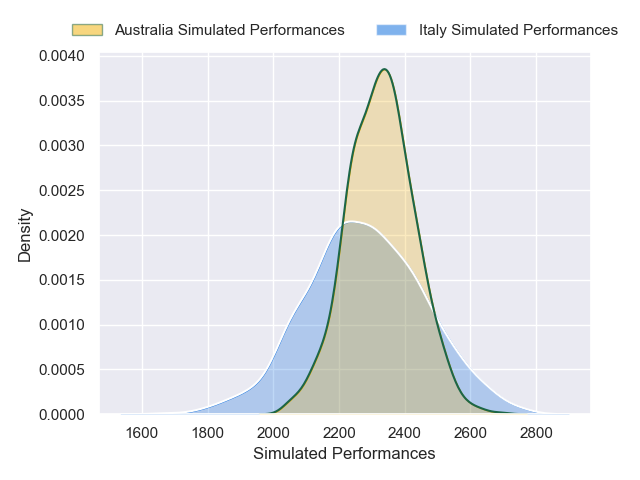 Australia Simulated Performances
Italy Simulated Performances
0.0040
0.0035
0.0030
0.0025
0.0020
0.0015
0.0010
0.0005
0.0000
Density
1600 1800 2000 2200 2400 2600 2800
Simulated Performances